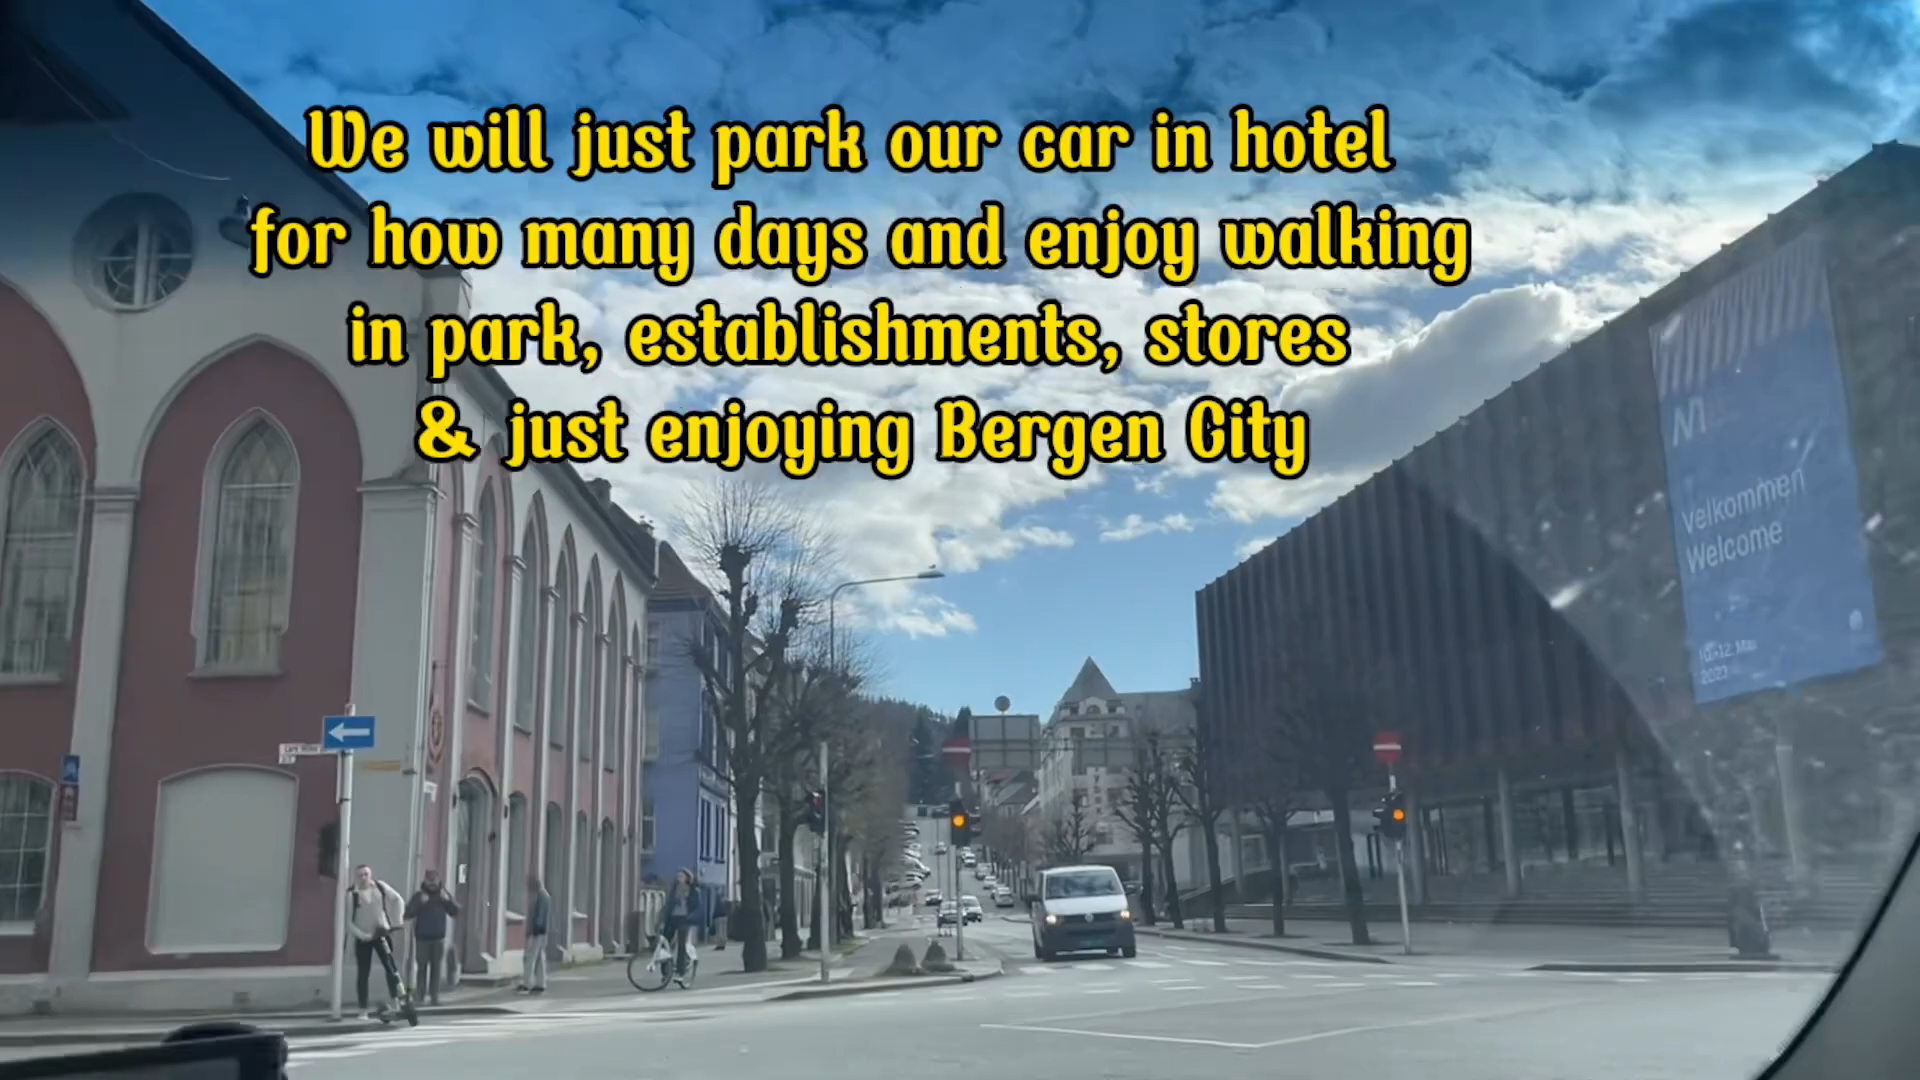 We will just park our car in hotel
for how many days and enjoy walking
in park, establishments, stores
& just enjoying Bergen City
Velkommen
Welcome